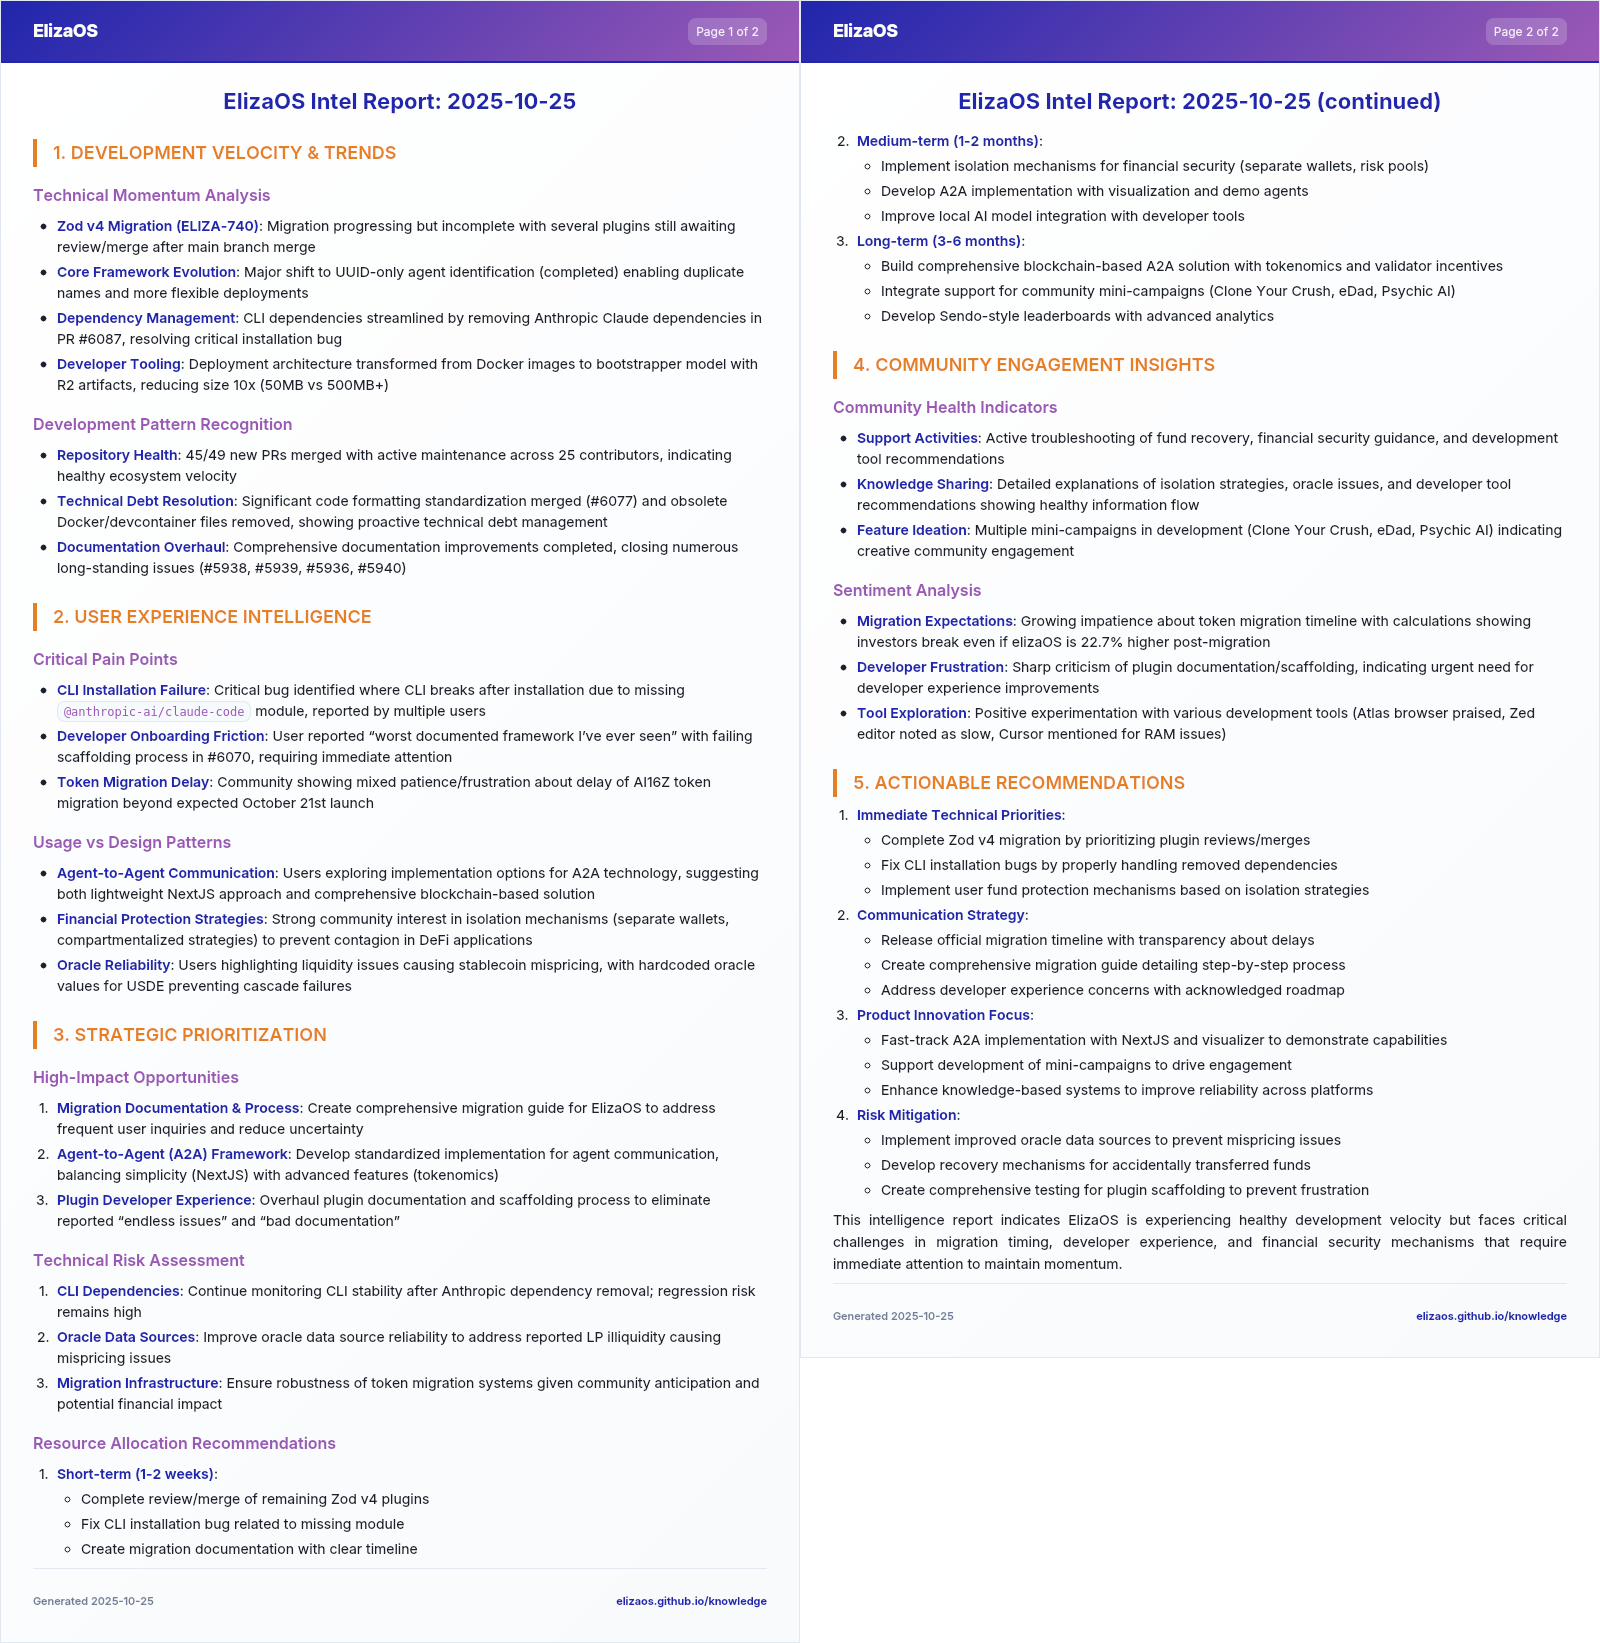 ElizaOS
Page 1 of 2
ElizaOS Intel Report: 2025-10-25
1. DEVELOPMENT VELOCITY & TRENDS
Technical Momentum Analysis
• Zod v4 Migration (ELIZA-740): Migration progressing but incomplete with several plugins still awaiting
review/merge after main branch merge
• Core Framework Evolution: Major shift to UUID-only agent identification (completed) enabling duplicate
names and more flexible deployments
• Dependency Management: CLI dependencies streamlined by removing Anthropic Claude dependencies in
PR #6087, resolving critical installation bug
• Developer Tooling: Deployment architecture transformed from Docker images to bootstrapper model with
R2 artifacts, reducing size 10x (50MB vs 500MB+)
Development Pattern Recognition
• Repository Health: 45/49 new PRs merged with active maintenance across 25 contributors, indicating
healthy ecosystem velocity
• Technical Debt Resolution: Significant code formatting standardization merged (#6077) and obsolete
Docker/devcontainer files removed, showing proactive technical debt management
• Documentation Overhaul: Comprehensive documentation improvements completed, closing numerous
long-standing issues (#5938, #5939, #5936, #5940)
2. USER EXPERIENCE INTELLIGENCE
Critical Pain Points
• CLI Installation Failure: Critical bug identified where CLI breaks after installation due to missing
@anthropic-ai/claude-code module, reported by multiple users
• Developer Onboarding Friction: User reported “worst documented framework I’ve ever seen” with failing
scaffolding process in #6070, requiring immediate attention
• Token Migration Delay: Community showing mixed patience/frustration about delay of AI16Z token
migration beyond expected October 21st launch
Usage vs Design Patterns
• Agent-to-Agent Communication: Users exploring implementation options for A2A technology, suggesting
both lightweight NextJS approach and comprehensive blockchain-based solution
• Financial Protection Strategies: Strong community interest in isolation mechanisms (separate wallets,
compartmentalized strategies) to prevent contagion in DeFi applications
• Oracle Reliability: Users highlighting liquidity issues causing stablecoin mispricing, with hardcoded oracle
values for USDE preventing cascade failures
3. STRATEGIC PRIORITIZATION
High-Impact Opportunities
1. Migration Documentation & Process: Create comprehensive migration guide for ElizaOS to address
frequent user inquiries and reduce uncertainty
2. Agent-to-Agent (A2A) Framework: Develop standardized implementation for agent communication,
balancing simplicity (NextJS) with advanced features (tokenomics)
3. Plugin Developer Experience: Overhaul plugin documentation and scaffolding process to eliminate
reported “endless issues” and “bad documentation”
Technical Risk Assessment
1. CLI Dependencies: Continue monitoring CLI stability after Anthropic dependency removal; regression risk
remains high
2. Oracle Data Sources: Improve oracle data source reliability to address reported LP illiquidity causing
mispricing issues
3. Migration Infrastructure: Ensure robustness of token migration systems given community anticipation and
potential financial impact
Resource Allocation Recommendations
1. Short-term (1-2 weeks):
◦ Complete review/merge of remaining Zod v4 plugins
◦ Fix CLI installation bug related to missing module
◦ Create migration documentation with clear timeline
Generated 2025-10-25
elizaos.github.io/knowledge
ElizaOS
Page 2 of 2
ElizaOS Intel Report: 2025-10-25 (continued)
2. Medium-term (1-2 months):
◦ Implement isolation mechanisms for financial security (separate wallets, risk pools)
◦ Develop A2A implementation with visualization and demo agents
◦ Improve local AI model integration with developer tools
3. Long-term (3-6 months):
◦ Build comprehensive blockchain-based A2A solution with tokenomics and validator incentives
◦ Integrate support for community mini-campaigns (Clone Your Crush, eDad, Psychic AI)
◦ Develop Sendo-style leaderboards with advanced analytics
4. COMMUNITY ENGAGEMENT INSIGHTS
Community Health Indicators
• Support Activities: Active troubleshooting of fund recovery, financial security guidance, and development
tool recommendations
• Knowledge Sharing: Detailed explanations of isolation strategies, oracle issues, and developer tool
recommendations showing healthy information flow
• Feature Ideation: Multiple mini-campaigns in development (Clone Your Crush, eDad, Psychic AI) indicating
creative community engagement
Sentiment Analysis
• Migration Expectations: Growing impatience about token migration timeline with calculations showing
investors break even if elizaOS is 22.7% higher post-migration
• Developer Frustration: Sharp criticism of plugin documentation/scaffolding, indicating urgent need for
developer experience improvements
• Tool Exploration: Positive experimentation with various development tools (Atlas browser praised, Zed
editor noted as slow, Cursor mentioned for RAM issues)
5. ACTIONABLE RECOMMENDATIONS
1. Immediate Technical Priorities:
◦ Complete Zod v4 migration by prioritizing plugin reviews/merges
◦ Fix CLI installation bugs by properly handling removed dependencies
◦ Implement user fund protection mechanisms based on isolation strategies
2. Communication Strategy:
◦ Release official migration timeline with transparency about delays
◦ Create comprehensive migration guide detailing step-by-step process
◦ Address developer experience concerns with acknowledged roadmap
3. Product Innovation Focus:
◦ Fast-track A2A implementation with NextJS and visualizer to demonstrate capabilities
◦ Support development of mini-campaigns to drive engagement
◦ Enhance knowledge-based systems to improve reliability across platforms
4. Risk Mitigation:
◦ Implement improved oracle data sources to prevent mispricing issues
◦ Develop recovery mechanisms for accidentally transferred funds
◦ Create comprehensive testing for plugin scaffolding to prevent frustration
This intelligence report indicates ElizaOS is experiencing healthy development velocity but faces critical
challenges in migration timing, developer experience, and financial security mechanisms that require
immediate attention to maintain momentum.
Generated 2025-10-25
elizaos.github.io/knowledge